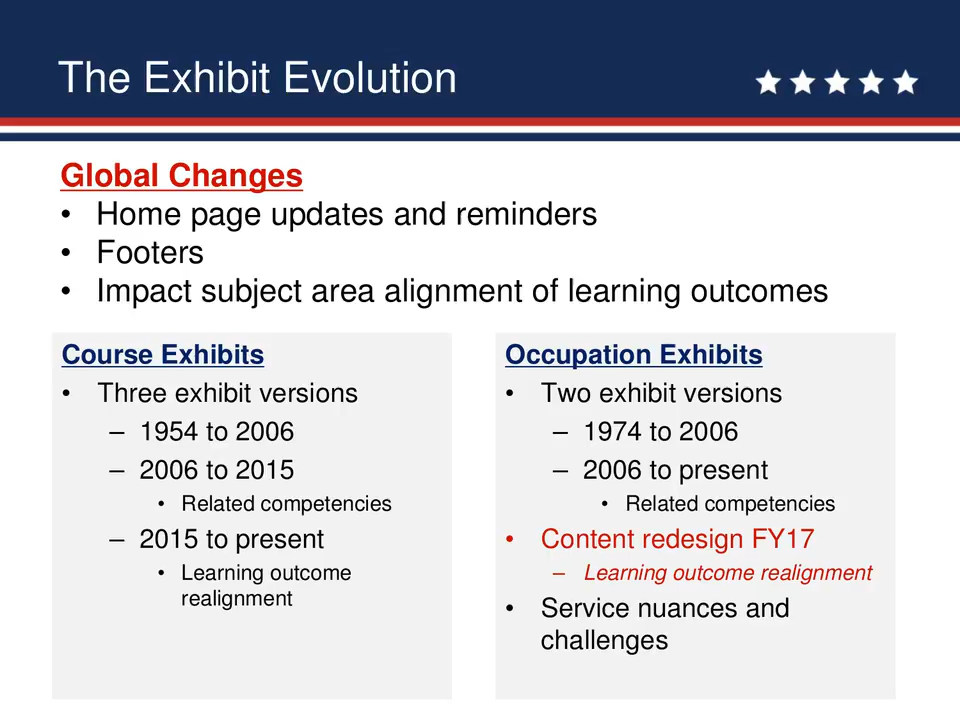 The Exhibit Evolution
Global Changes
• Home page updates and reminders
• Footers
• Impact subject area alignment of learning outcomes
Course Exhibits
• Three exhibit versions
– 1954 to 2006
– 2006 to 2015
• Related competencies
– 2015 to present
• Learning outcome
realignment
Occupation Exhibits
• Two exhibit versions
– 1974 to 2006
– 2006 to present
• Related competencies
• Content redesign FY17
– Learning outcome realignment
• Service nuances and
challenges